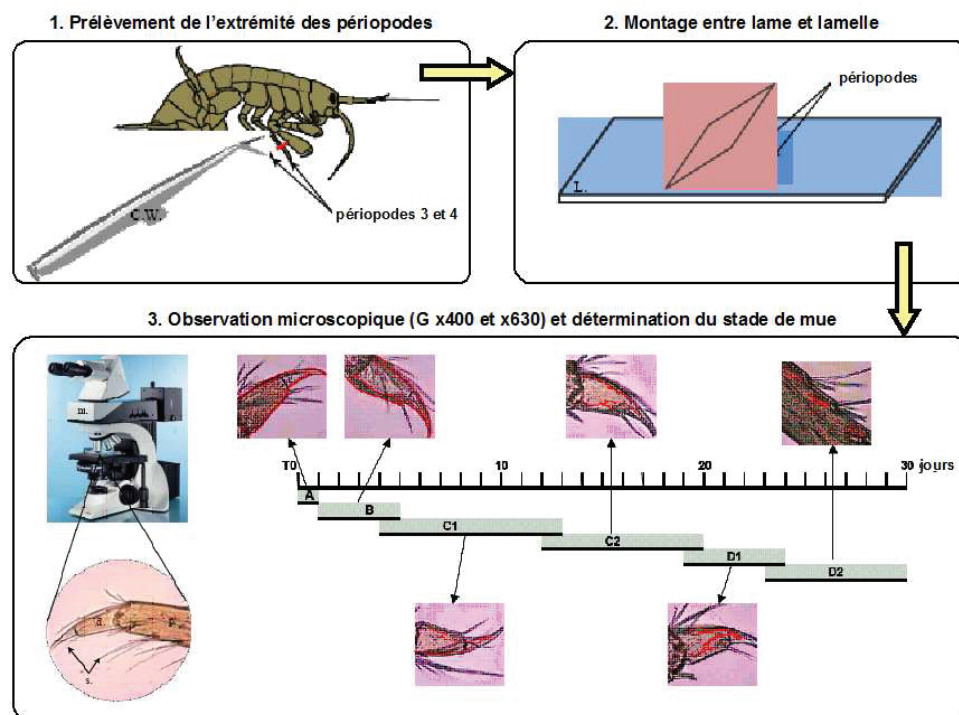 1. Prélèvement de l'extrémité des périopodes
2. Montage entre lame et lamelle
C.W.
périopodes 3 et 4
périopodes
L.
3. Observation microscopique (G x400 et x630) et détermination du stade de mue
m.
T0 10 20 30 jours
A
B
C1
C2
D1
D2
s.